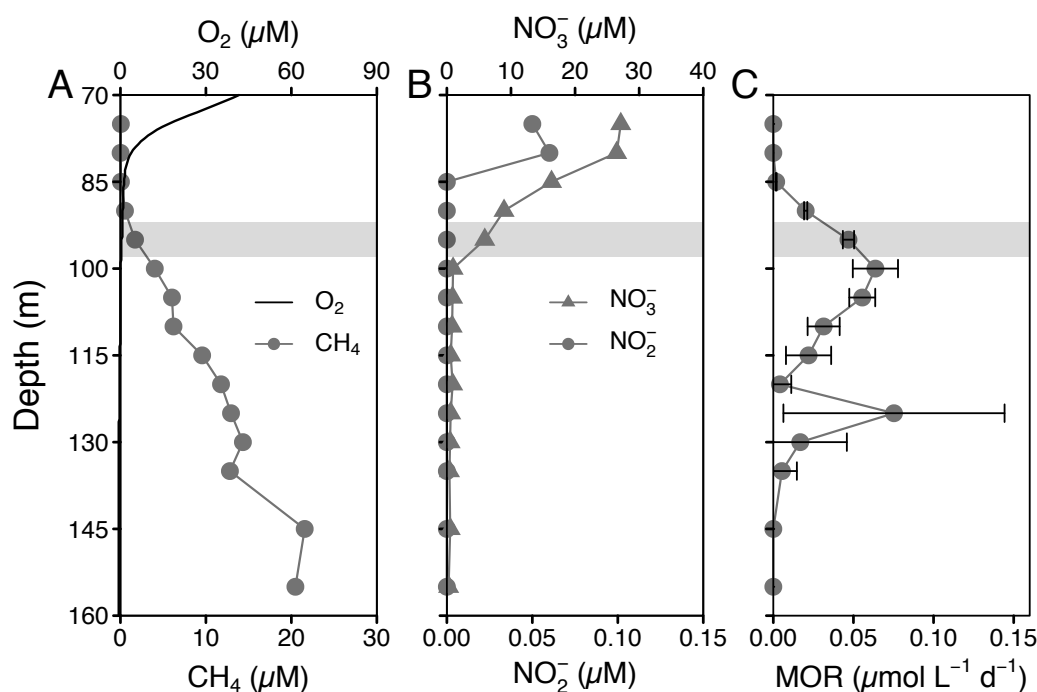 O₂ (µM) NO₃⁻ (µM)
0 30 60 90 0 10 20 30 40
A B C
70
85
100
115
130
145
160
Depth (m)
O₂
CH₄
NO₃⁻
NO₂⁻
0 10 20 30 0.00 0.05 0.10 0.15 0.00 0.05 0.10 0.15
CH₄ (µM) NO₂⁻ (µM) MOR (µmol L⁻¹ d⁻¹)